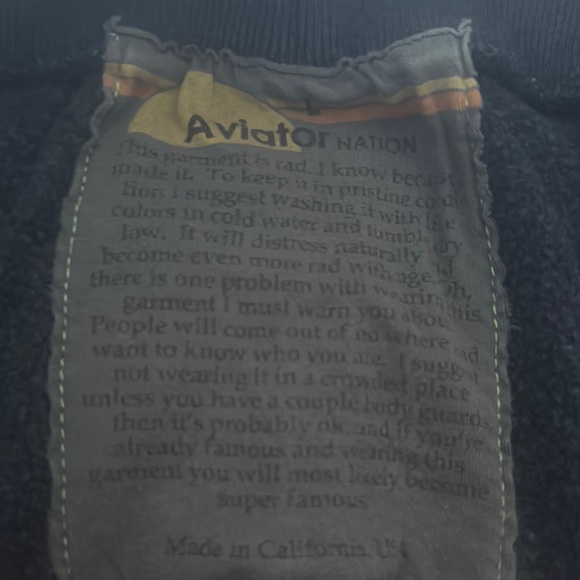 L
Aviator NATION
This garment is rad. I know because
made it. To keep it in pristine condi
tion I suggest washing it with like
colors in cold water and tumble dry
low. It will distress naturally and
become even more rad with age. Oh,
there is one problem with wearing this
garment I must warn you about
People will come out of nowhere and
want to know who you are. I suggest
not wearing it in a crowded place
unless you have a couple body guards
then it's probably ok. and if you're
already famous and wearing this
garment you will most likely become
super famous
Made in California, USA